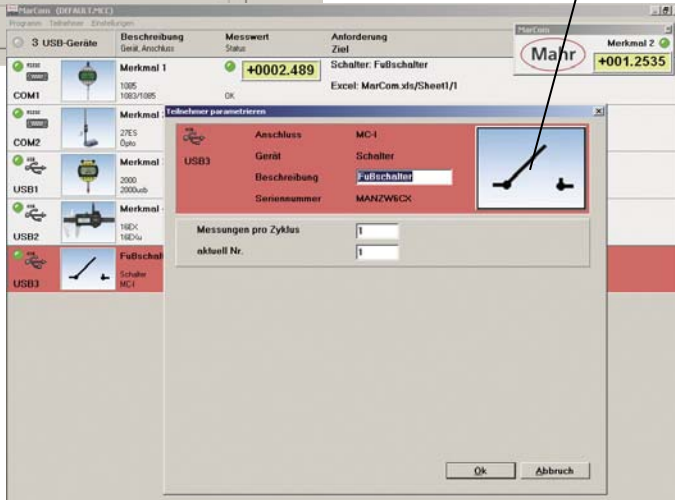 MarCom (DEFAULT.MCC)
Programm Teilnehmer Einstellungen
3 USB-Geräte
Beschreibung
Gerät, Anschluss
Messwert
Status
Anforderung
Ziel
MarCom
Mahr
Merkmal 2
+001.2535
COM1
Merkmal 1
1085
1083/1085
+0002.489
OK
Schalter: Fußschalter
Excel: MarCom.xls/Sheet1/1
COM2
Merkmal
27ES
Opto
USB1
Merkmal
2000
2000usb
USB2
Merkmal
16EX
16EXu
USB3
Fußschalt
Schalter
MC-I
Teilnehmer parametrieren
USB3
Anschluss MC-I
Gerät Schalter
Beschreibung Fußschalter
Seriennummer MANZW6CX
Messungen pro Zyklus 1
aktuell Nr. 1
Ok Abbruch